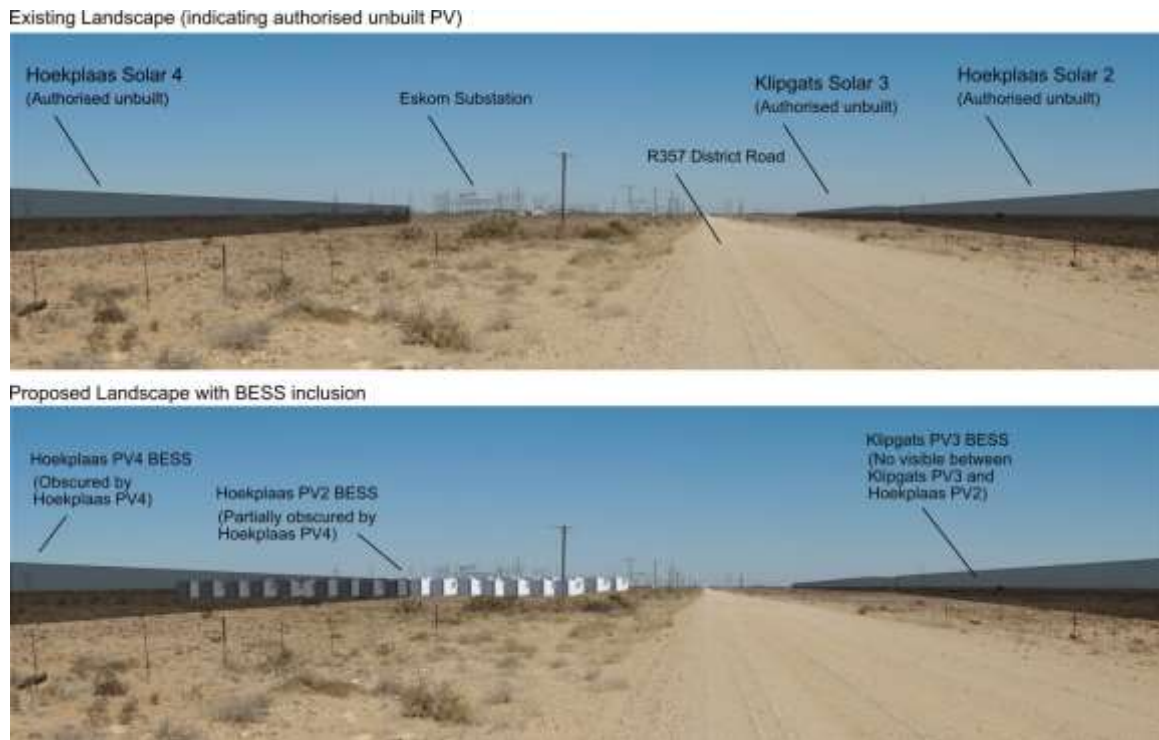 Existing Landscape (indicating authorised unbuilt PV)
Hoekplaas Solar 4
(Authorised unbuilt)
Eskom Substation
Klipgats Solar 3
(Authorised unbuilt)
Hoekplaas Solar 2
(Authorised unbuilt)
R357 District Road
Proposed Landscape with BESS inclusion
Hoekplaas PV4 BESS
(Obscured by
Hoekplaas PV4)
Hoekplaas PV2 BESS
(Partially obscured by
Hoekplaas PV4)
Klipgats PV3 BESS
(No visible between
Klipgats PV3 and
Hoekplaas PV2)